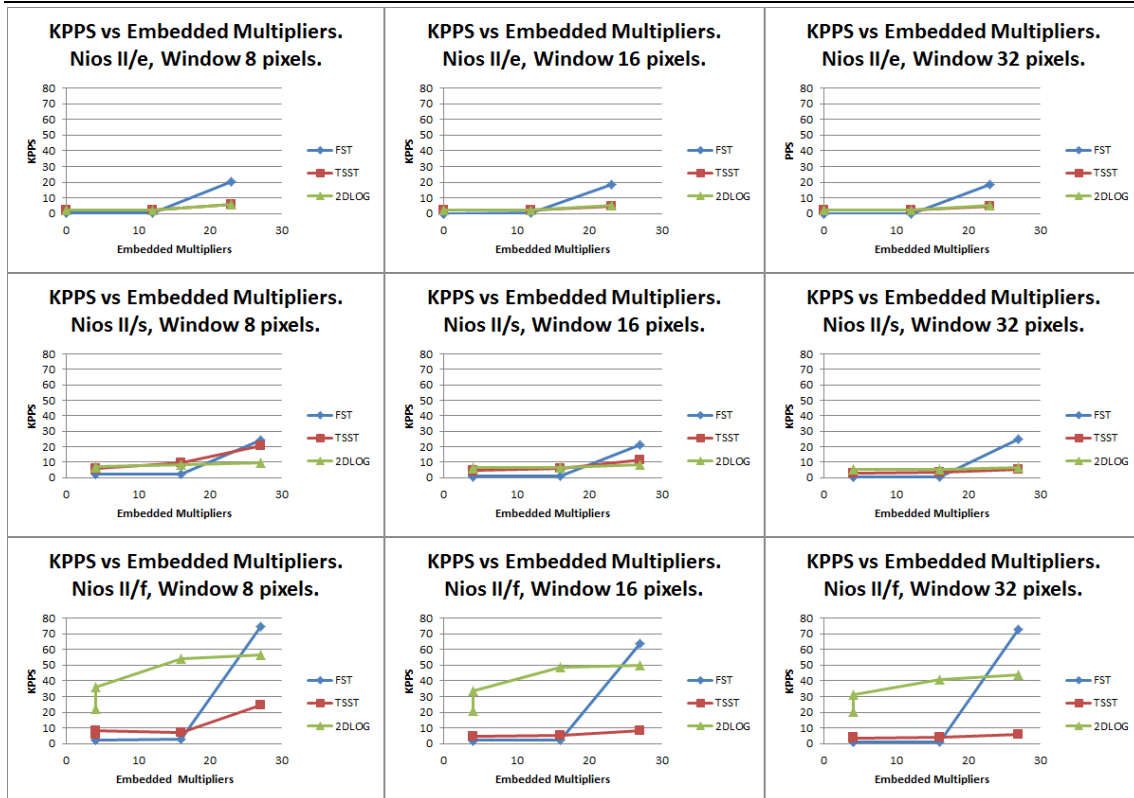 KPPS vs Embedded Multipliers.
Nios II/e, Window 8 pixels.
80
70
60
50
40
30
20
10
0
KPPS
0 10 20 30
Embedded Multipliers
FST
TSST
2DLOG
KPPS vs Embedded Multipliers.
Nios II/e, Window 16 pixels.
80
70
60
50
40
30
20
10
0
KPPS
0 10 20 30
Embedded Multipliers
FST
TSST
2DLOG
KPPS vs Embedded Multipliers.
Nios II/e, Window 32 pixels.
80
70
60
50
40
30
20
10
0
PPS
0 10 20 30
Embedded Multipliers
FST
TSST
2DLOG
KPPS vs Embedded Multipliers.
Nios II/s, Window 8 pixels.
80
70
60
50
40
30
20
10
0
KPPS
0 10 20 30
Embedded Multipliers
FST
TSST
2DLOG
KPPS vs Embedded Multipliers.
Nios II/s, Window 16 pixels.
80
70
60
50
40
30
20
10
0
KPPS
0 10 20 30
Embedded Multipliers
FST
TSST
2DLOG
KPPS vs Embedded Multipliers.
Nios II/s, Window 32 pixels.
80
70
60
50
40
30
20
10
0
KPPS
0 10 20 30
Embedded Multipliers
FST
TSST
2DLOG
KPPS vs Embedded Multipliers.
Nios II/f, Window 8 pixels.
80
70
60
50
40
30
20
10
0
KPPS
0 10 20 30
Embedded Multipliers
FST
TSST
2DLOG
KPPS vs Embedded Multipliers.
Nios II/f, Window 16 pixels.
80
70
60
50
40
30
20
10
0
KPPS
0 10 20 30
Embedded Multipliers
FST
TSST
2DLOG
KPPS vs Embedded Multipliers.
Nios II/f, Window 32 pixels.
80
70
60
50
40
30
20
10
0
KPPS
0 10 20 30
Embedded Multipliers
FST
TSST
2DLOG